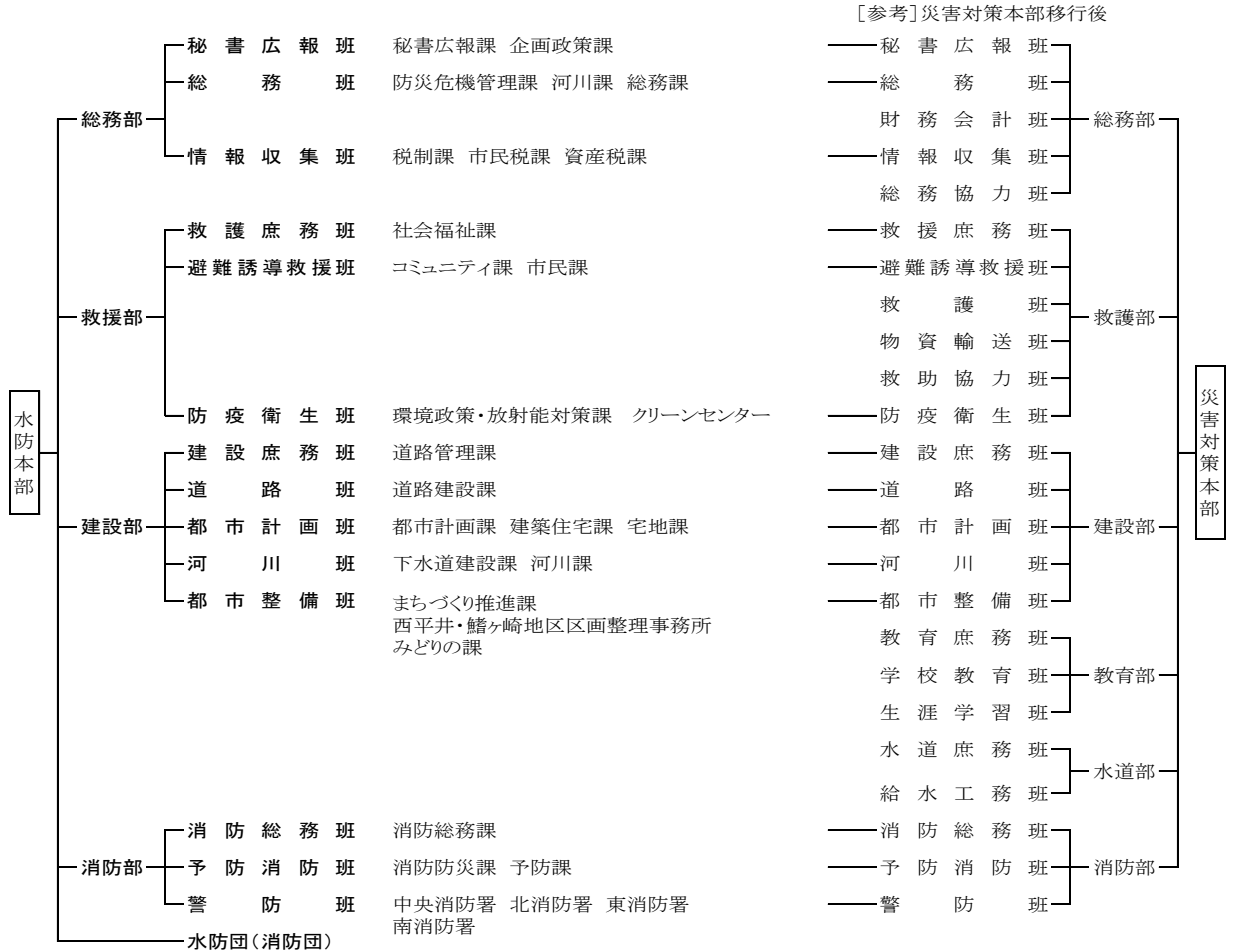 [参考]災害対策本部移行後
秘書広報班 秘書広報課 企画政策課 秘書広報班
総務班 防災危機管理課 河川課 総務課 総務班
総務部 財務会計班 総務部
情報収集班 税制課 市民税課 資産税課 情報収集班
総務協力班
救護庶務班 社会福祉課 救援庶務班
避難誘導救援班 コミュニティ課 市民課 避難誘導救援班
救護班
救援部 救護部
物資輸送班
救助協力班
防疫衛生班 環境政策・放射能対策課 クリーンセンター 防疫衛生班
水防本部 災害対策本部
建設庶務班 道路管理課 建設庶務班
道路班 道路建設課 道路班
建設部 都市計画班 都市計画課 建築住宅課 宅地課 都市計画班 建設部
河川班 下水道建設課 河川課 河川班
都市整備班 まちづくり推進課 都市整備班
西平井・鰭ヶ崎地区区画整理事務所
みどりの課
教育庶務班
学校教育班 教育部
生涯学習班
水道庶務班
水道部
給水工務班
消防総務班 消防総務課 消防総務班
消防部 予防消防班 消防防災課 予防課 予防消防班 消防部
警防班 中央消防署 北消防署 東消防署 警防班
南消防署
水防団(消防団)